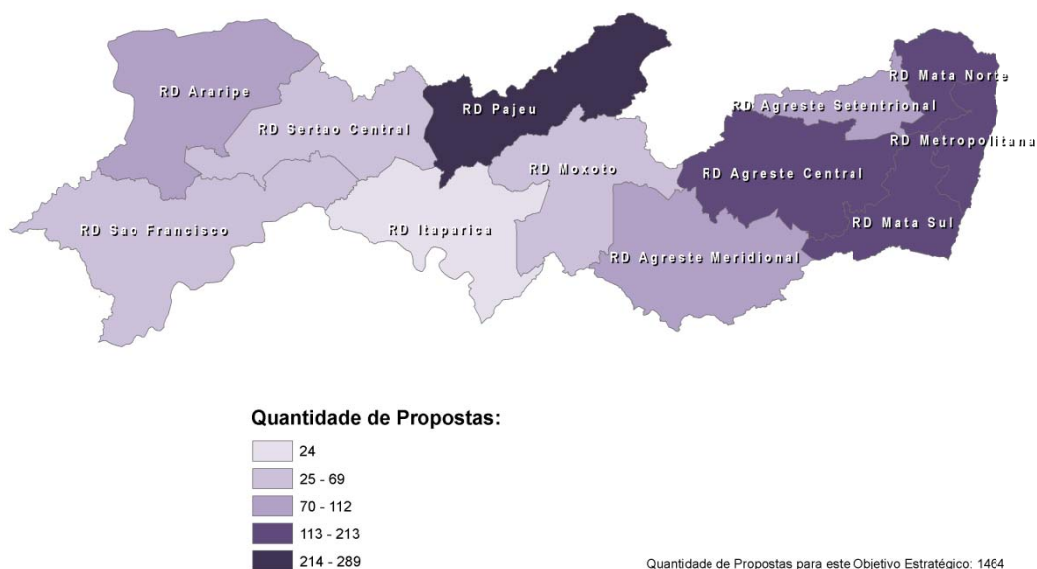 RD Mata Norte
RD Araripe
RD Pajeu
RD Agreste Setentrional
RD Sertao Central
RD Metropolitana
RD Moxoto
RD Agreste Central
RD Mata Sul
RD Sao Francisco
RD Itaparica
RD Agreste Meridional
Quantidade de Propostas:
24
25 - 69
70 - 112
113 - 213
214 - 289
Quantidade de Propostas para este Objetivo Estratégico: 1464